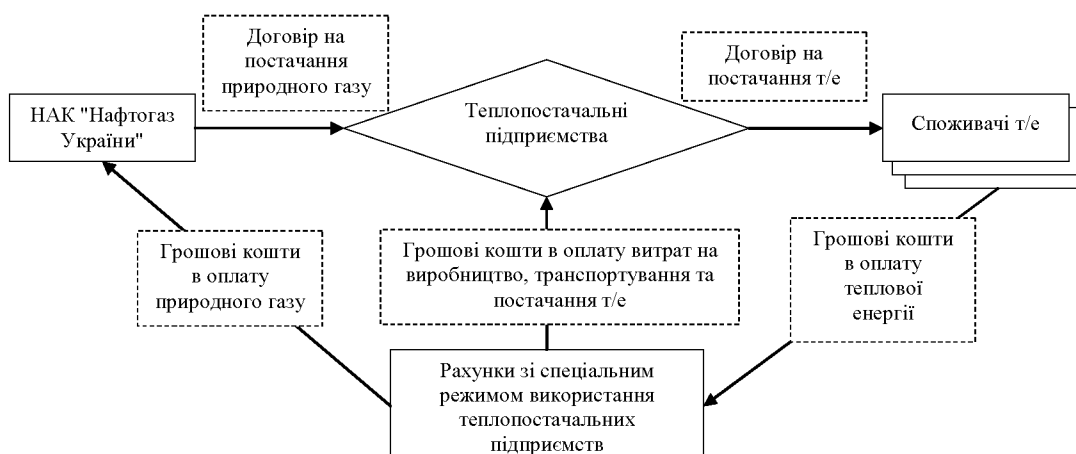 Договір на
постачання
природного газу
Договір на
постачання т/е
НАК "Нафтогаз
України"
Теплопостачальні
підприємства
Споживачі т/е
Грошові кошти
в оплату
природного газу
Грошові кошти в оплату витрат на
виробництво, транспортування та
постачання т/е
Грошові кошти
в оплату
теплової
енергії
Рахунки зі спеціальним
режимом використання
теплопостачальних
підприємств